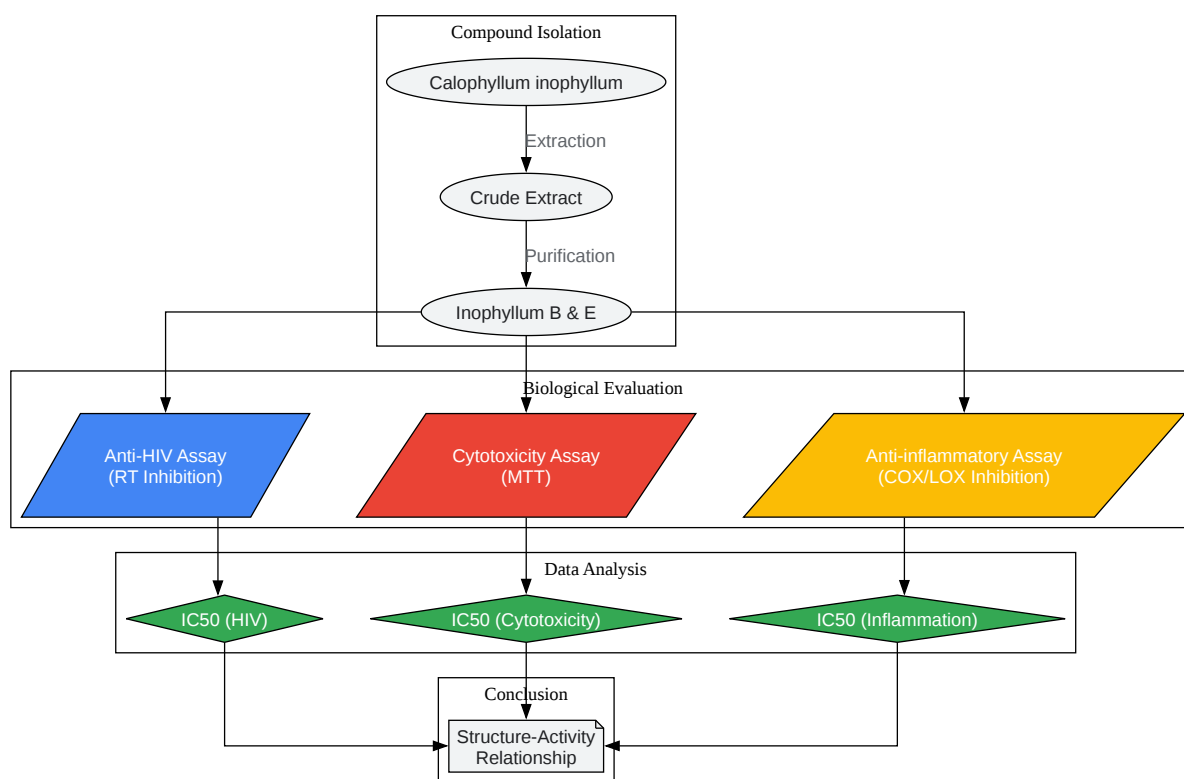 Compound Isolation
Calophyllum inophyllum
Extraction
Crude Extract
Purification
Inophyllum B & E
Biological Evaluation
Anti-HIV Assay
(RT Inhibition)
Cytotoxicity Assay
(MTT)
Anti-inflammatory Assay
(COX/LOX Inhibition)
Data Analysis
IC50 (HIV)
IC50 (Cytotoxicity)
IC50 (Inflammation)
Conclusion
Structure-Activity
Relationship